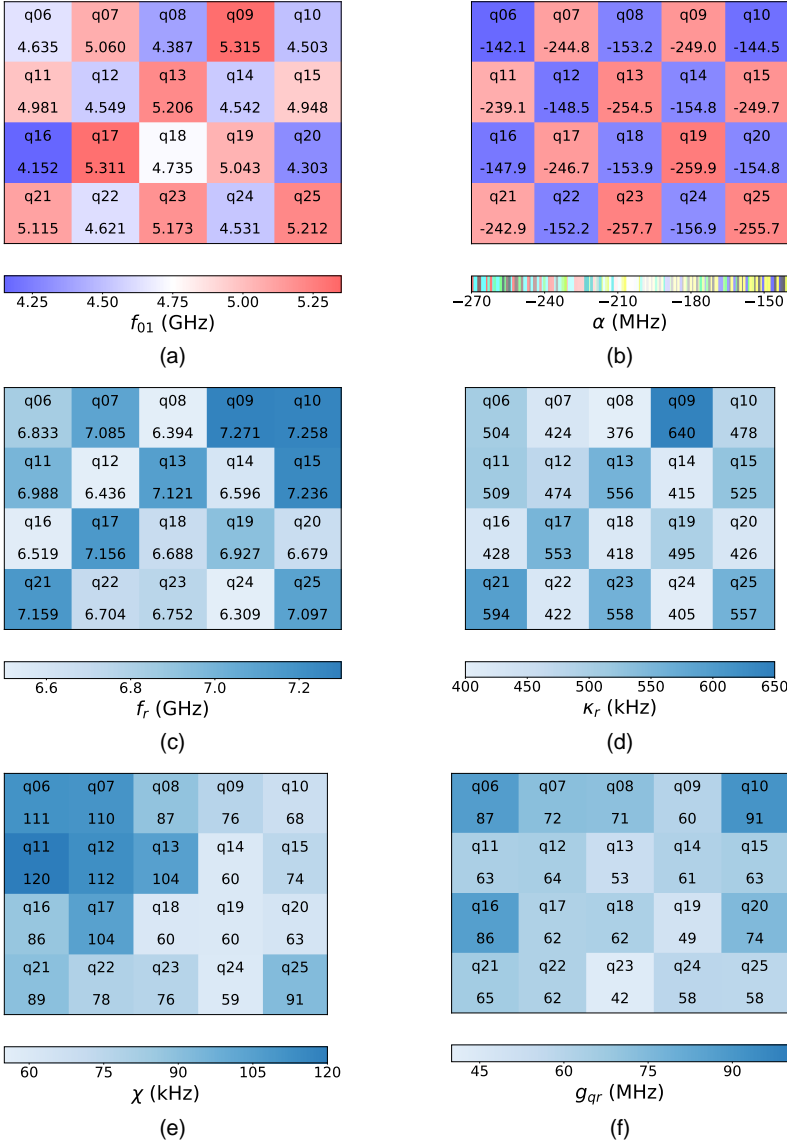 q06 q07 q08 q09 q10
4.635 5.060 4.387 5.315 4.503
q11 q12 q13 q14 q15
4.981 4.549 5.206 4.542 4.948
q16 q17 q18 q19 q20
4.152 5.311 4.735 5.043 4.303
q21 q22 q23 q24 q25
5.115 4.621 5.173 4.531 5.212
4.25 4.50 4.75 5.00 5.25
f01 (GHz)
(a)
q06 q07 q08 q09 q10
-142.1 -244.8 -153.2 -249.0 -144.5
q11 q12 q13 q14 q15
-239.1 -148.5 -254.5 -154.8 -249.7
q16 q17 q18 q19 q20
-147.9 -246.7 -153.9 -259.9 -154.8
q21 q22 q23 q24 q25
-242.9 -152.2 -257.7 -156.9 -255.7
−270 −240 −210 −180 −150
α (MHz)
(b)
q06 q07 q08 q09 q10
6.833 7.085 6.394 7.271 7.258
q11 q12 q13 q14 q15
6.988 6.436 7.121 6.596 7.236
q16 q17 q18 q19 q20
6.519 7.156 6.688 6.927 6.679
q21 q22 q23 q24 q25
7.159 6.704 6.752 6.309 7.097
6.6 6.8 7.0 7.2
fr (GHz)
(c)
q06 q07 q08 q09 q10
504 424 376 640 478
q11 q12 q13 q14 q15
509 474 556 415 525
q16 q17 q18 q19 q20
428 553 418 495 426
q21 q22 q23 q24 q25
594 422 558 405 557
400 450 500 550 600 650
κr (kHz)
(d)
q06 q07 q08 q09 q10
111 110 87 76 68
q11 q12 q13 q14 q15
120 112 104 60 74
q16 q17 q18 q19 q20
86 104 60 60 63
q21 q22 q23 q24 q25
89 78 76 59 91
60 75 90 105 120
χ (kHz)
(e)
q06 q07 q08 q09 q10
87 72 71 60 91
q11 q12 q13 q14 q15
63 64 53 61 63
q16 q17 q18 q19 q20
86 62 62 49 74
q21 q22 q23 q24 q25
65 62 42 58 58
45 60 75 90
gqr (MHz)
(f)